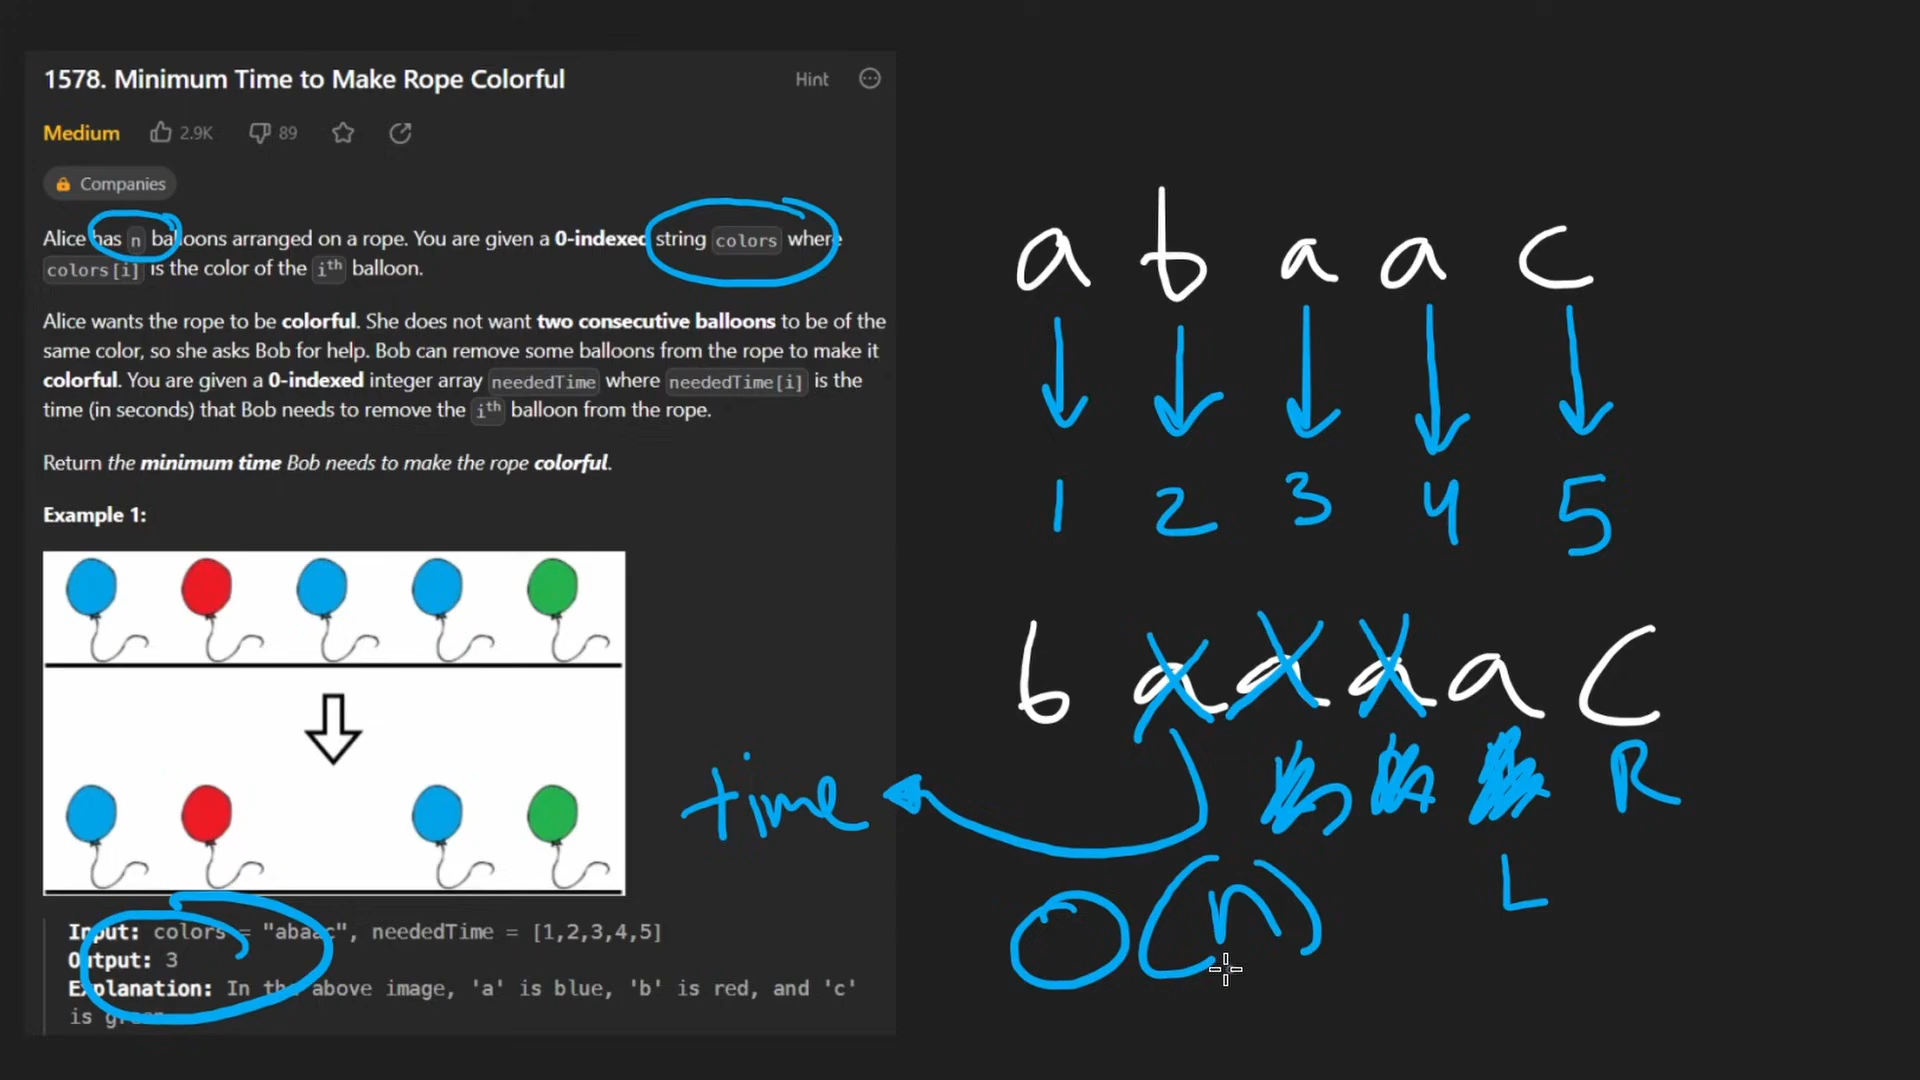 1578. Minimum Time to Make Rope Colorful
Hint
Medium 2.9K 89
Companies
Alice has n balloons arranged on a rope. You are given a 0-indexed string colors where
colors[i] is the color of the ith balloon.
Alice wants the rope to be colorful. She does not want two consecutive balloons to be of the
same color, so she asks Bob for help. Bob can remove some balloons from the rope to make it
colorful. You are given a 0-indexed integer array neededTime where neededTime[i] is the
time (in seconds) that Bob needs to remove the ith balloon from the rope.
Return the minimum time Bob needs to make the rope colorful.
Example 1:
Input: colors = "abaac", neededTime = [1,2,3,4,5]
Output: 3
Explanation: In the above image, 'a' is blue, 'b' is red, and 'c'
is green
a b a a c
1 2 3 4 5
b a a a a c
R
time
L
O(n)